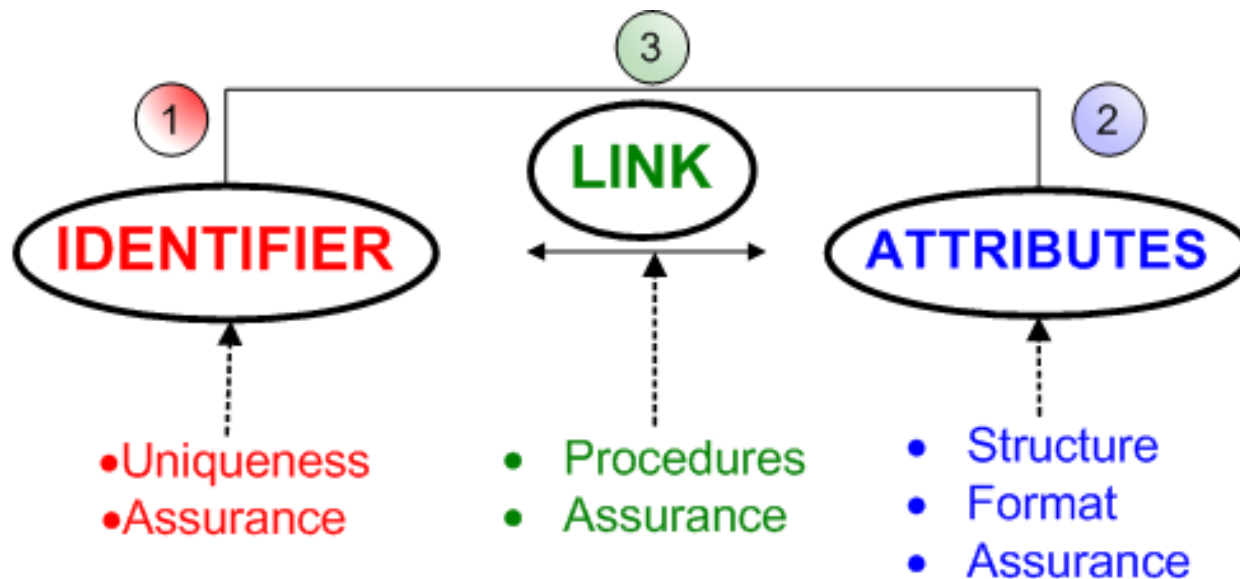 3
1
2
LINK
IDENTIFIER
ATTRIBUTES
•Uniqueness
•Assurance
• Procedures
• Assurance
• Structure
• Format
• Assurance